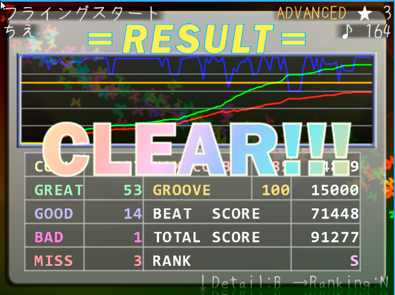 フライングスタート ADVANCED ★ 3
ちえ ♪ 164
= RESULT =
CLEAR!!!
GREAT 53 GROOVE 100 15000
GOOD 14 BEAT SCORE 71448
BAD 1 TOTAL SCORE 91277
MISS 3 RANK S
↓Detail:B →Ranking:N